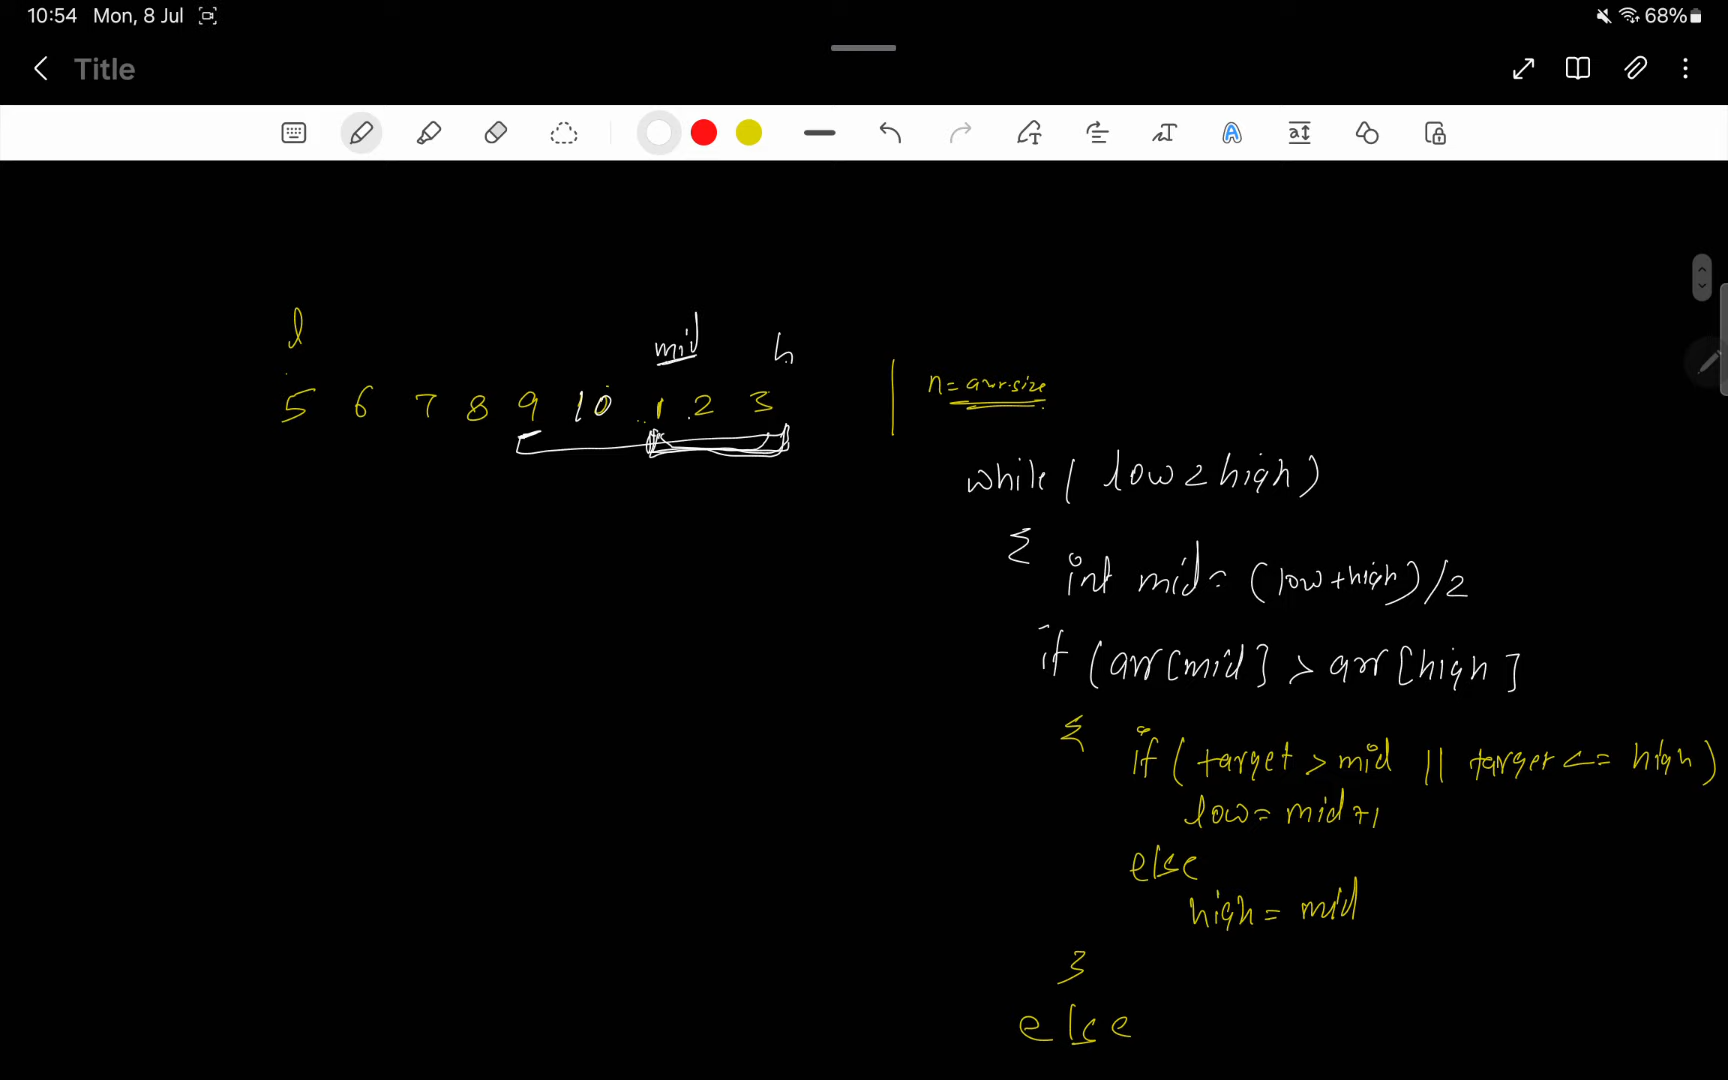 10:54 Mon, 8 Jul 68%
Title
l mid h
5 6 7 8 9 10 1 2 3
n = arr.size
while( low < high )
{
int mid = (low+high)/2
if (arr[mid] > arr[high]
{ if (target > mid || target <= high)
low = mid+1
else
high = mid
}
else